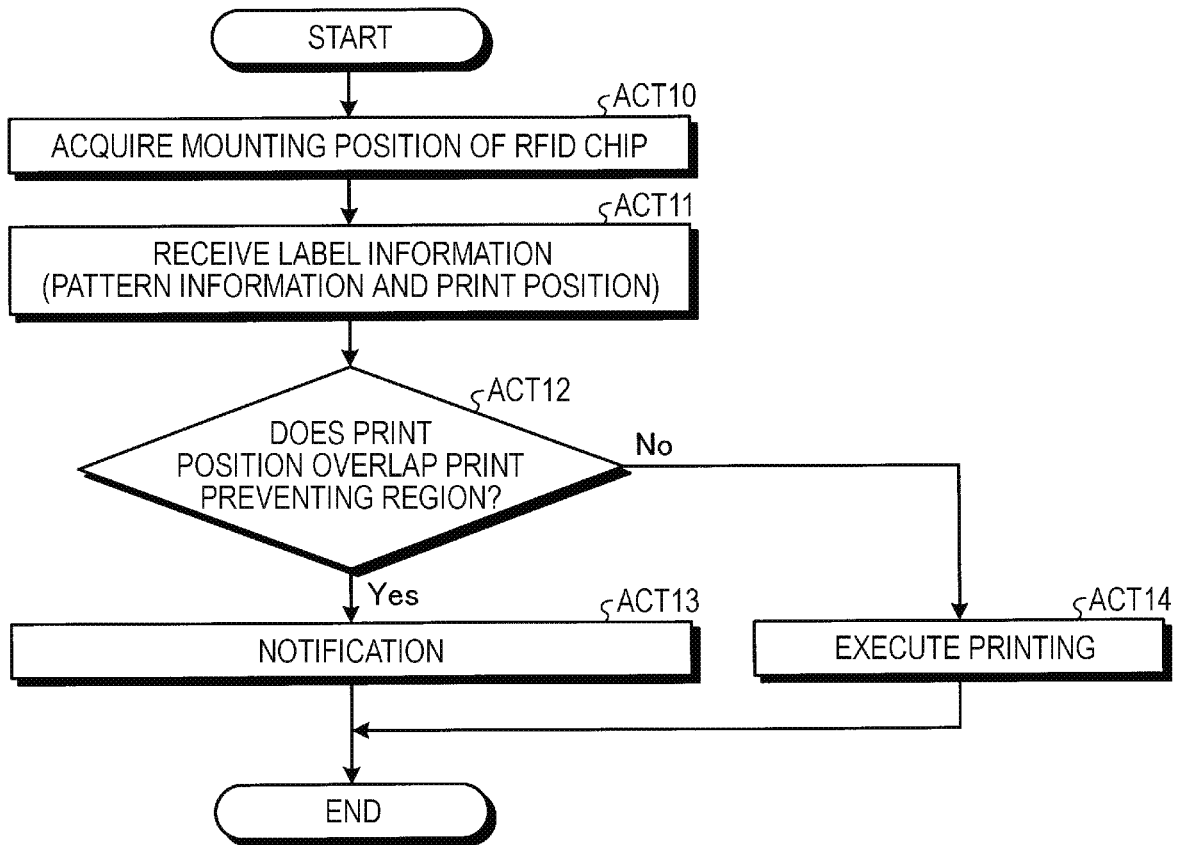 START
ACT10
ACQUIRE MOUNTING POSITION OF RFID CHIP
ACT11
RECEIVE LABEL INFORMATION
(PATTERN INFORMATION AND PRINT POSITION)
ACT12
DOES PRINT
POSITION OVERLAP PRINT
PREVENTING REGION?
No
Yes
ACT13
NOTIFICATION
ACT14
EXECUTE PRINTING
END